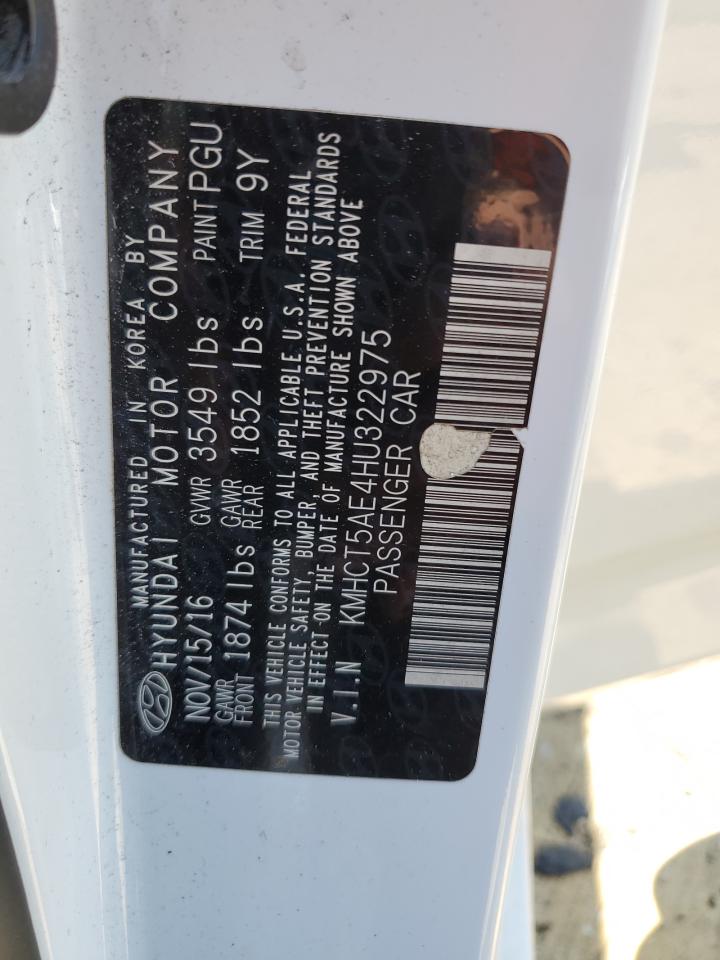 MANUFACTURED IN KOREA BY
HYUNDAI MOTOR COMPANY
NOV/15/16 GVWR 3549 lbs PAINT PGU
GAWR FRONT 1874 lbs GAWR REAR 1852 lbs TRIM 9Y
THIS VEHICLE CONFORMS TO ALL APPLICABLE U.S.A. FEDERAL
MOTOR VEHICLE SAFETY, BUMPER, AND THEFT PREVENTION STANDARDS
IN EFFECT ON THE DATE OF MANUFACTURE SHOWN ABOVE
V.I.N KMHCT5AE4HU322975
PASSENGER CAR